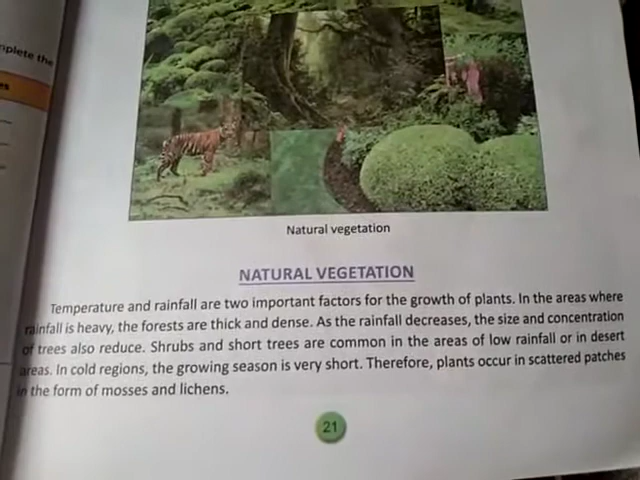 plete the
es
Natural vegetation
NATURAL VEGETATION
Temperature and rainfall are two important factors for the growth of plants. In the areas where
rainfall is heavy, the forests are thick and dense. As the rainfall decreases, the size and concentration
of trees also reduce. Shrubs and short trees are common in the areas of low rainfall or in desert
areas. In cold regions, the growing season is very short. Therefore, plants occur in scattered patches
in the form of mosses and lichens.
21